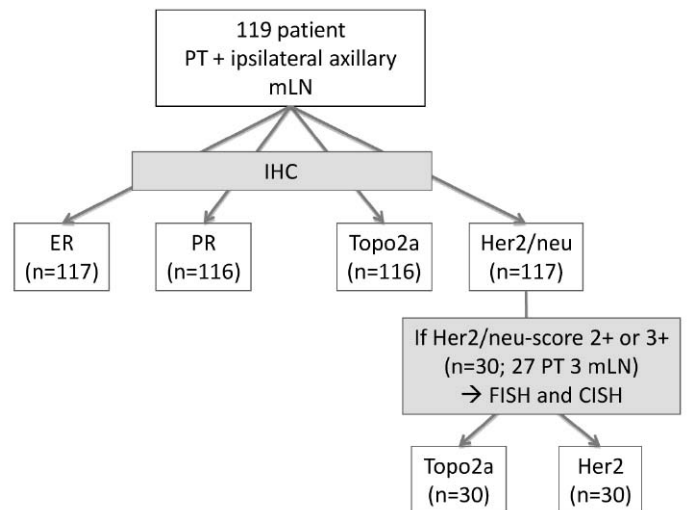 119 patient
PT + ipsilateral axillary
mLN
IHC
ER
(n=117)
PR
(n=116)
Topo2a
(n=116)
Her2/neu
(n=117)
If Her2/neu-score 2+ or 3+
(n=30; 27 PT 3 mLN)
→ FISH and CISH
Topo2a
(n=30)
Her2
(n=30)